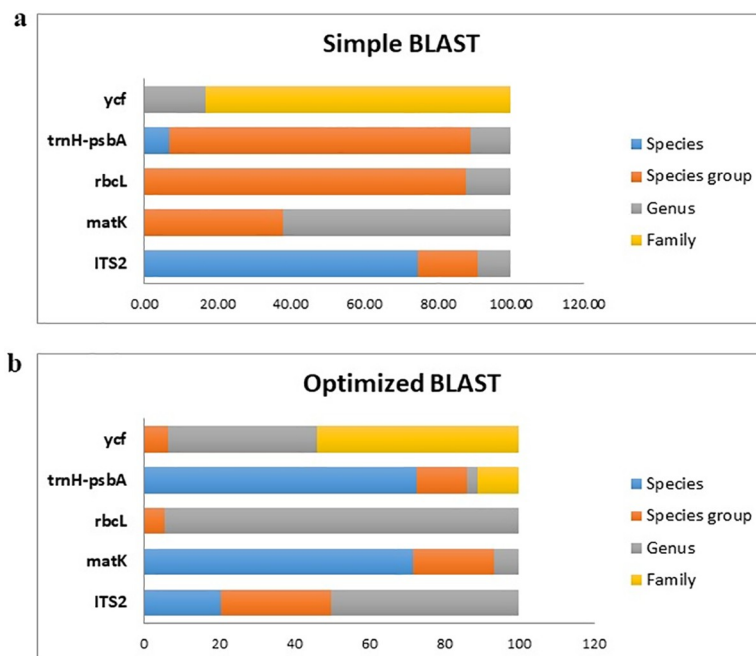 a
Simple BLAST
ycf
trnH-psbA
rbcL
matK
ITS2
0.00 20.00 40.00 60.00 80.00 100.00 120.00
Species
Species group
Genus
Family
b
Optimized BLAST
ycf
trnH-psbA
rbcL
matK
ITS2
0 20 40 60 80 100 120
Species
Species group
Genus
Family